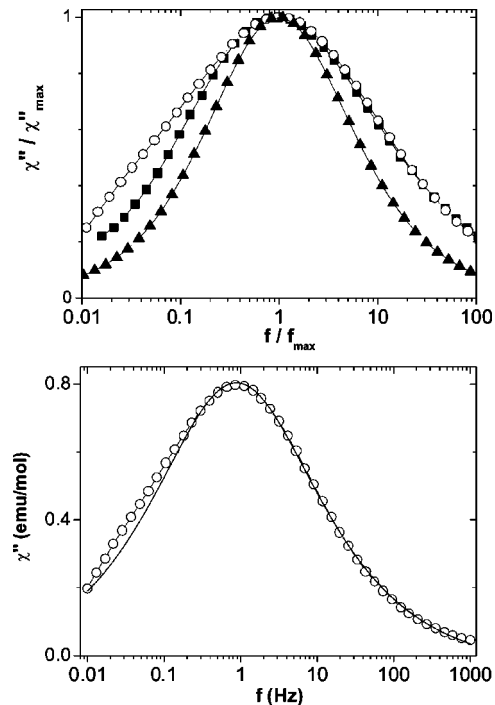 1
χ" / χ"max
0
0.01 0.1 1 10 100
f / fmax
0.8
0.4
0.0
χ" (emu/mol)
0.01 0.1 1 10 100 1000
f (Hz)